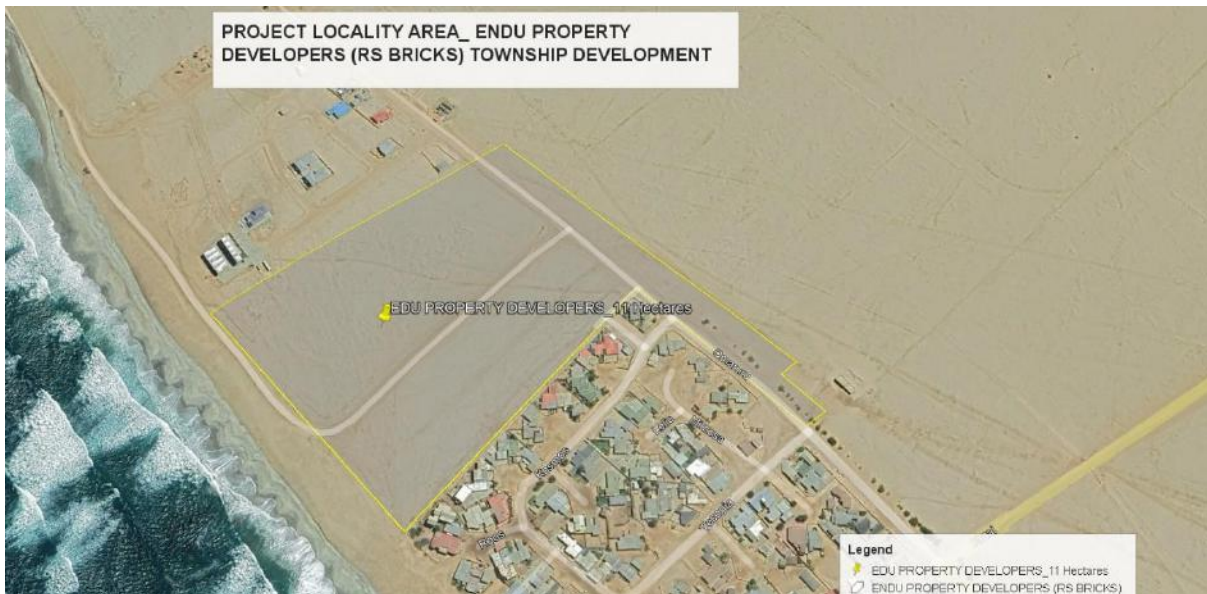 PROJECT LOCALITY AREA_ ENDU PROPERTY
DEVELOPERS (RS BRICKS) TOWNSHIP DEVELOPMENT
EDU PROPERTY DEVELOPERS_11 Hectares
Legend
EDU PROPERTY DEVELOPERS_11 Hectares
ENDU PROPERTY DEVELOPERS (RS BRICKS)